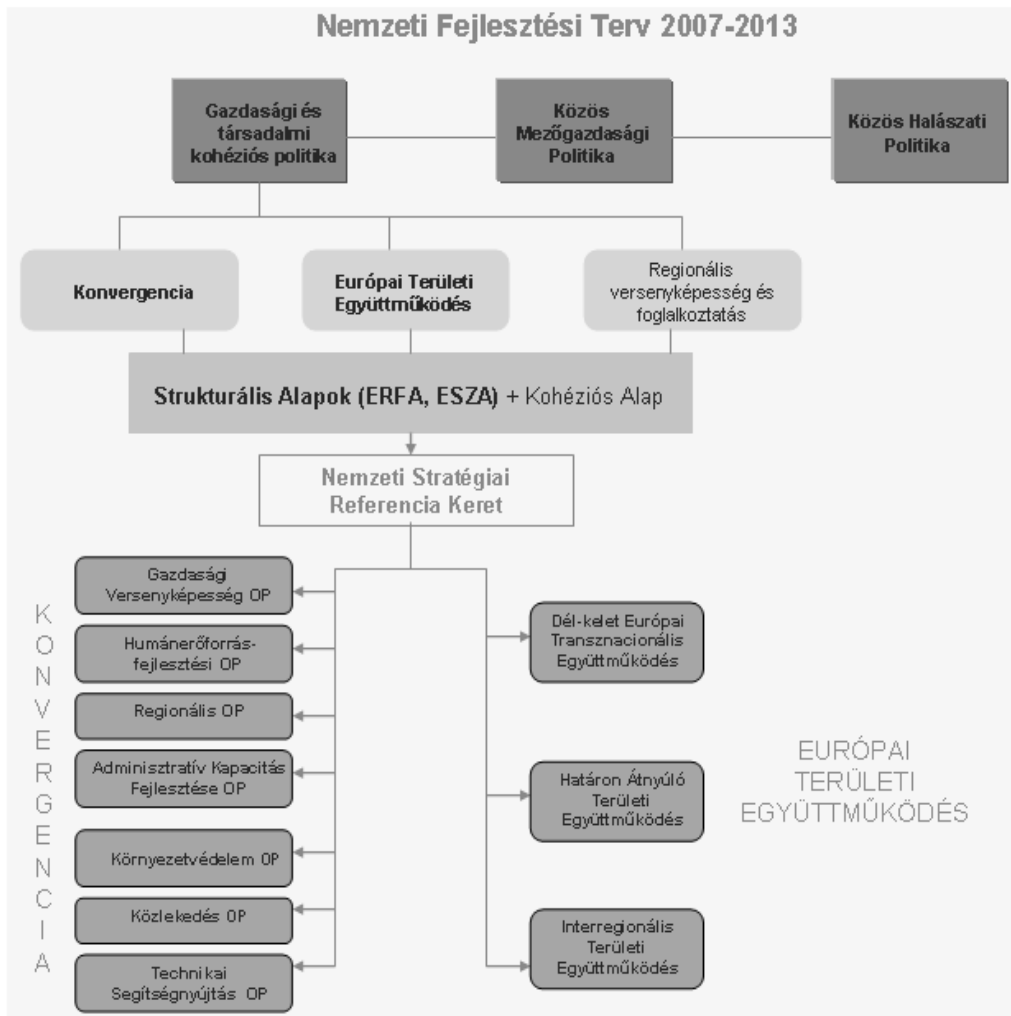 Nemzeti Fejlesztési Terv 2007-2013
Gazdasági és
társadalmi
kohéziós politika
Közös
Mezőgazdasági
Politika
Közös Halászati
Politika
Konvergencia
Európai Területi
Együttműködés
Regionális
versenyképesség és
foglalkoztatás
Strukturális Alapok (ERFA, ESZA) + Kohéziós Alap
Nemzeti Stratégiai
Referencia Keret
KONVERGENCIA
Gazdasági
Versenyképesség OP
Humánerőforrás-
fejlesztési OP
Regionális OP
Adminisztratív Kapacitás
Fejlesztése OP
Környezetvédelem OP
Közlekedés OP
Technikai
Segítségnyújtás OP
Dél-kelet Európai
Transznacionális
Együttműködés
Határon Átnyúló
Területi
Együttműködés
Interregionális
Területi
Együttműködés
EURÓPAI
TERÜLETI
EGYÜTTMŰKÖDÉS